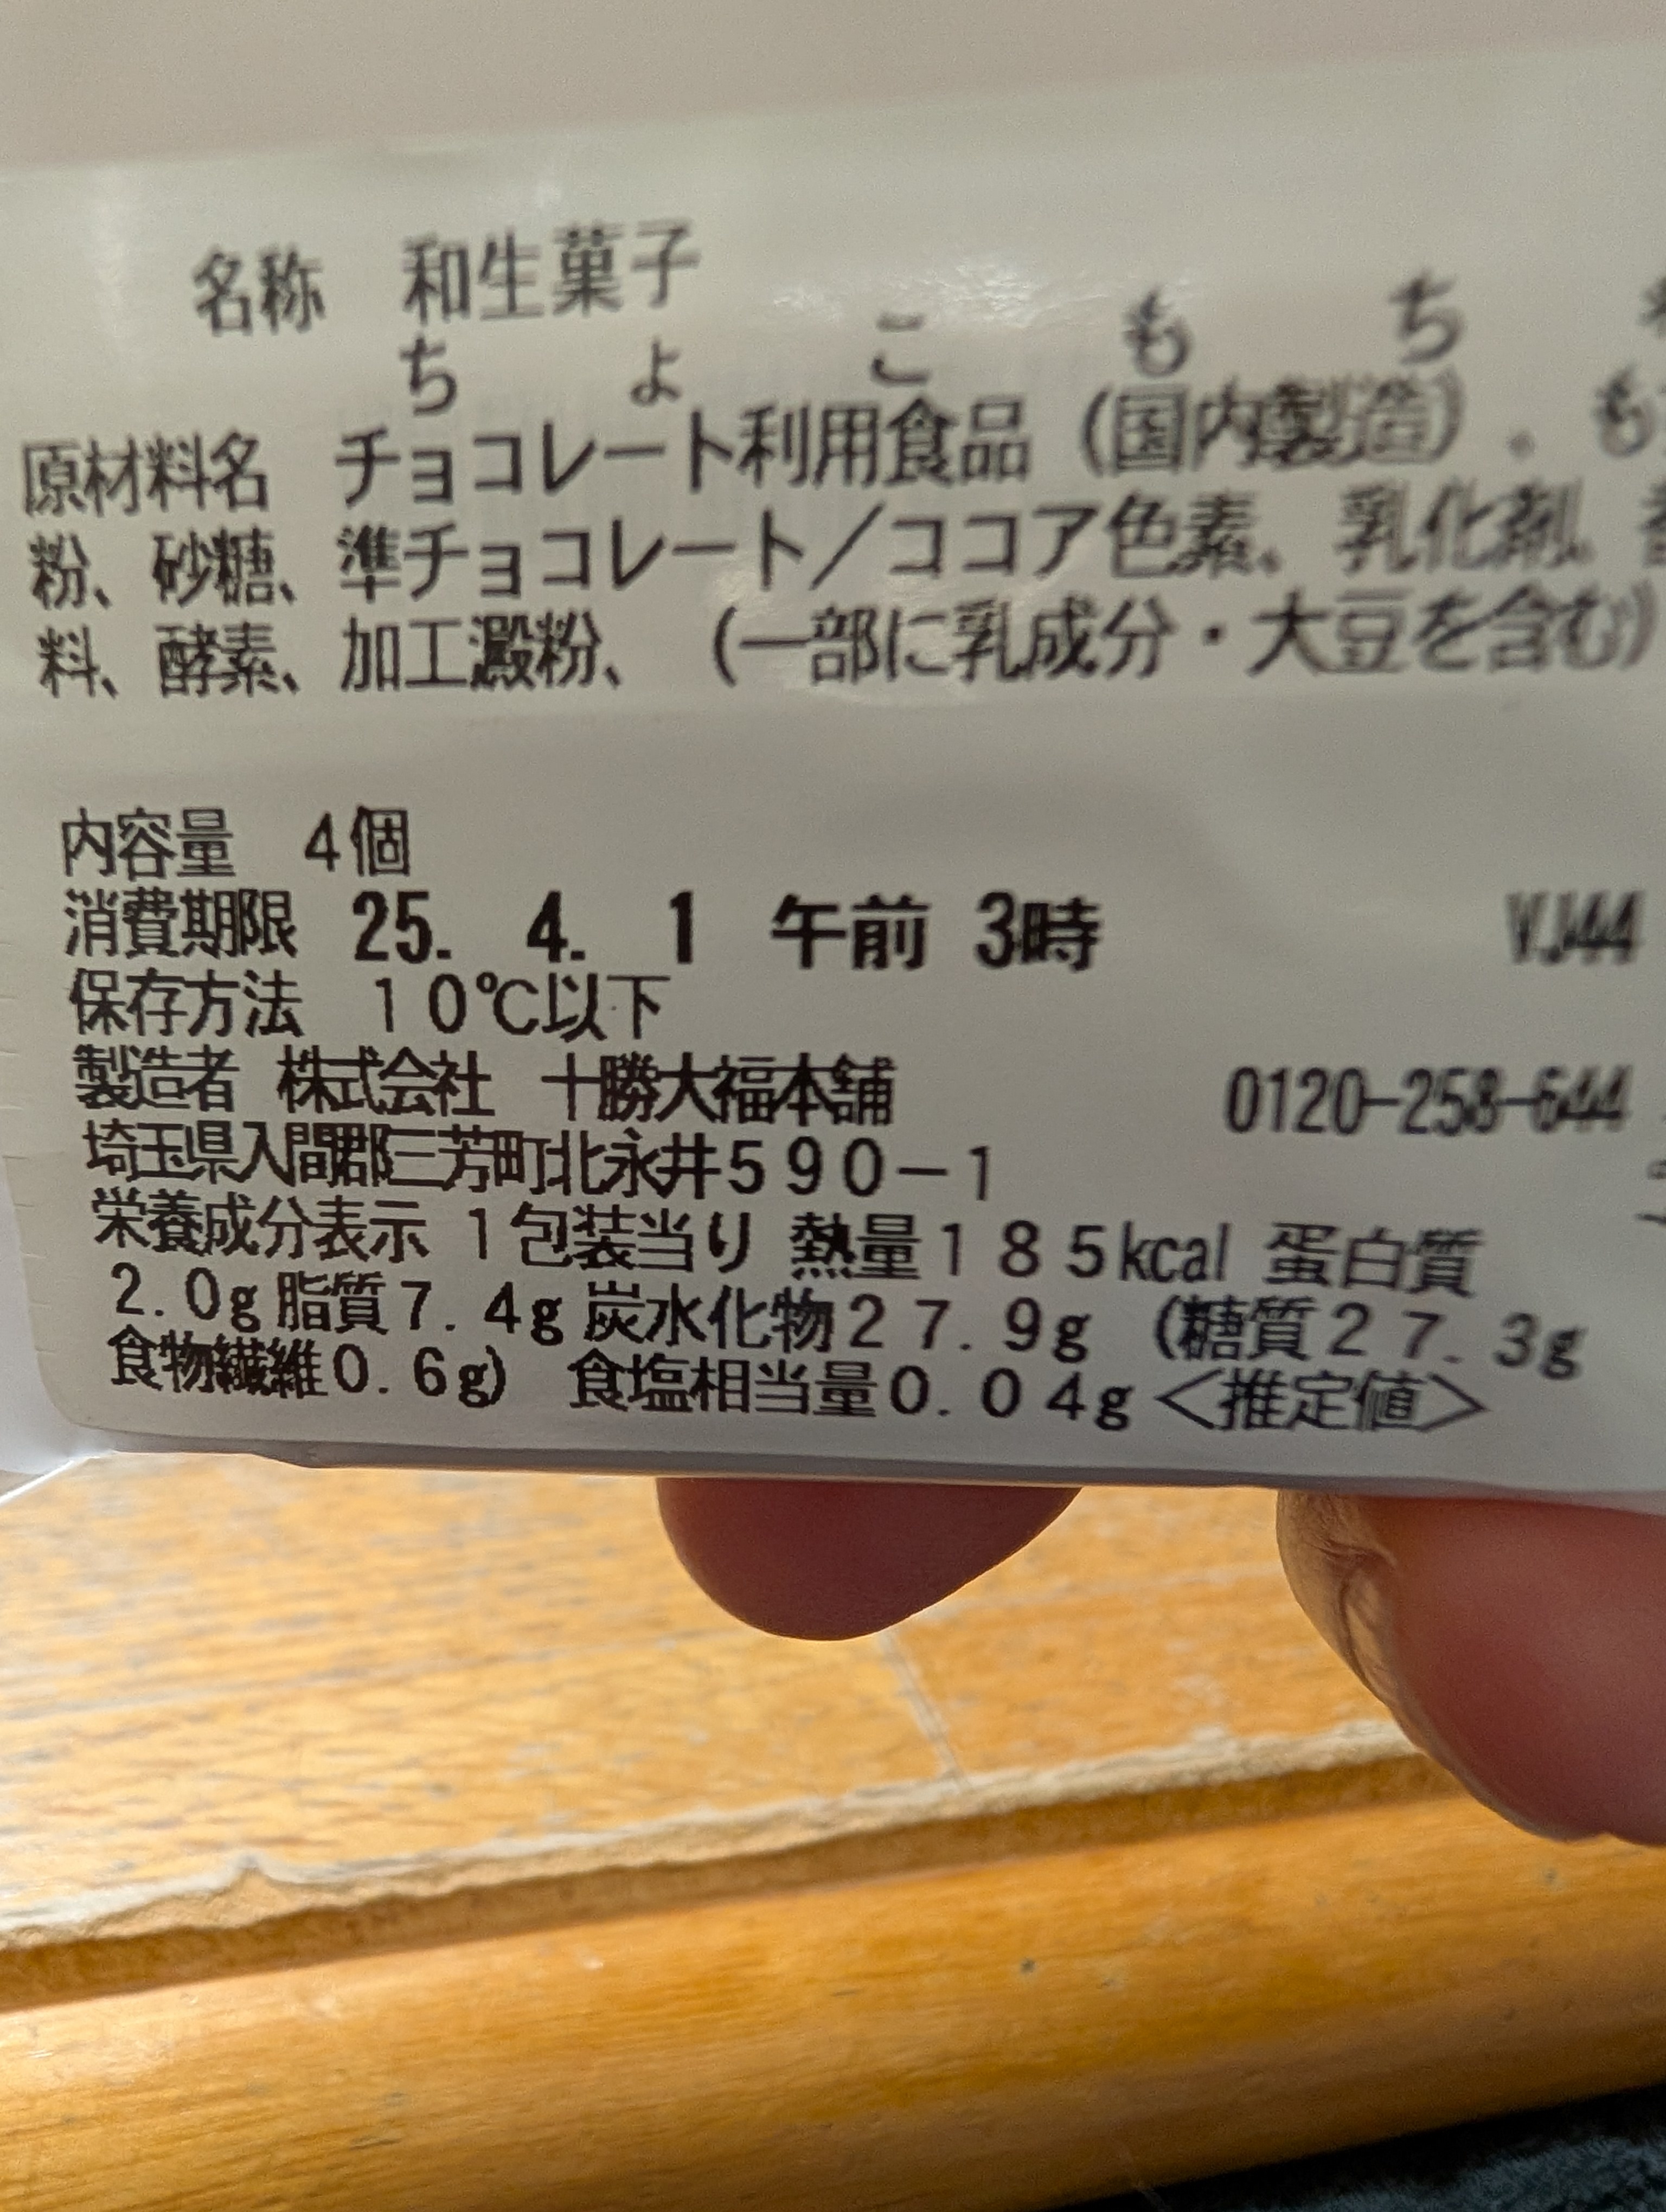 名称 和生菓子
ちょこもち
原材料名 チョコレート利用食品（国内製造）、も
粉、砂糖、準チョコレート／ココア色素、乳化剤、
料、酵素、加工澱粉、（一部に乳成分・大豆を含む）
内容量 4個
消費期限 25. 4. 1 午前 3時 VJ44
保存方法 10℃以下
製造者 株式会社 十勝大福本舗 0120-258-644
埼玉県入間郡三芳町北永井590－1
栄養成分表示 1包装当り 熱量185kcal 蛋白質
2.0g脂質7.4g炭水化物27.9g（糖質27.3g
食物繊維0.6g） 食塩相当量0.04g＜推定値＞